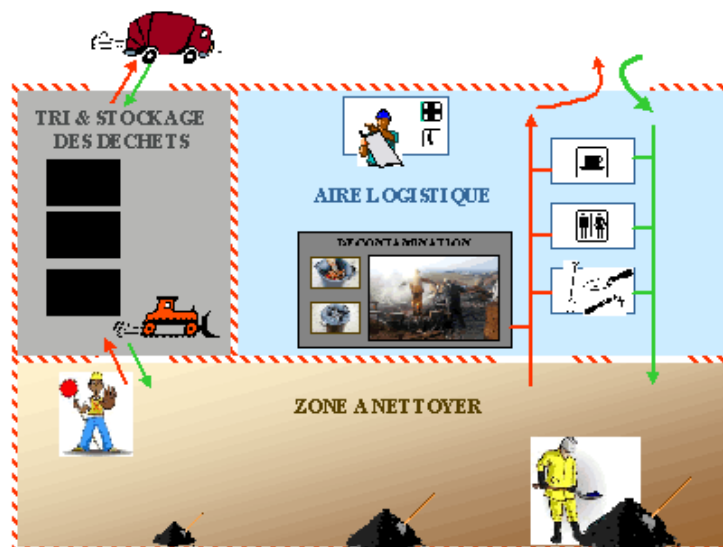 TRI & STOCKAGE
DES DECHETS
AIRE LOGISTIQUE
DECONTAMINATION
ZONE A NETTOYER